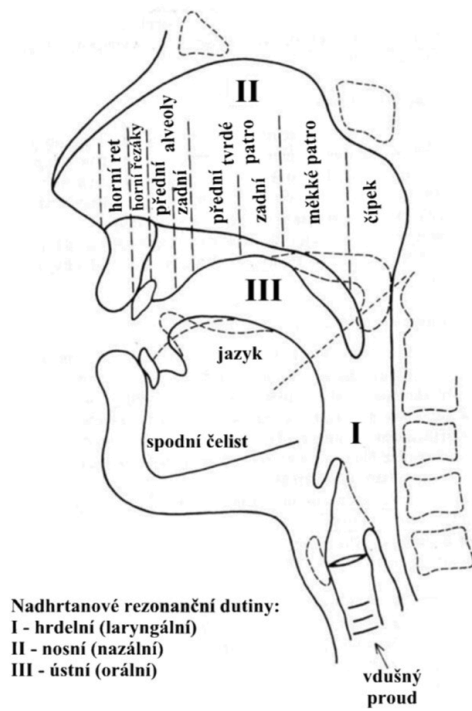 II
horní ret
horní řezáky
přední
zadní
alveoly
přední
zadní
tvrdé
patro
měkké patro
čípek
III
jazyk
I
spodní čelist
Nadhrtanové rezonanční dutiny:
I - hrdelní (laryngální)
II - nosní (nazální)
III - ústní (orální)
vdušný
proud